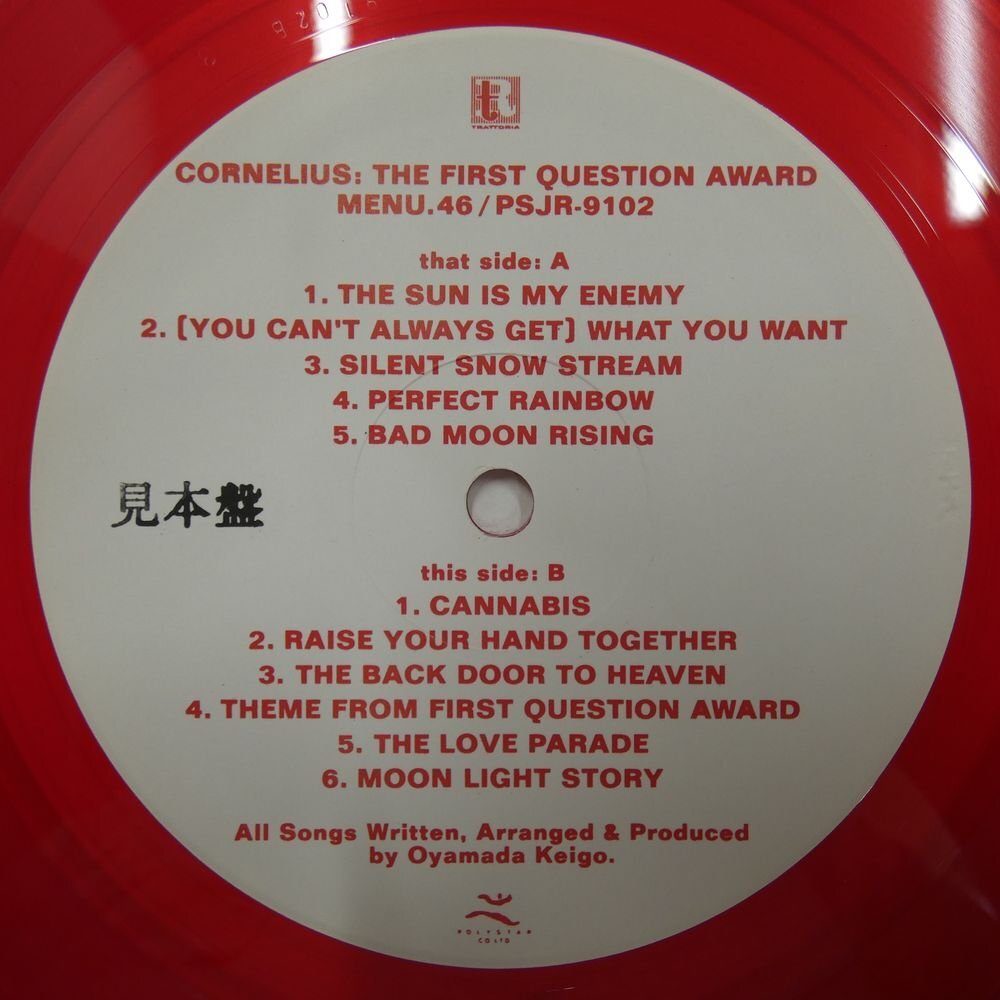 tR
TRATTORIA
CORNELIUS: THE FIRST QUESTION AWARD
MENU.46/PSJR-9102
that side: A
1. THE SUN IS MY ENEMY
2. (YOU CAN'T ALWAYS GET) WHAT YOU WANT
3. SILENT SNOW STREAM
4. PERFECT RAINBOW
5. BAD MOON RISING
見本盤
this side: B
1. CANNABIS
2. RAISE YOUR HAND TOGETHER
3. THE BACK DOOR TO HEAVEN
4. THEME FROM FIRST QUESTION AWARD
5. THE LOVE PARADE
6. MOON LIGHT STORY
All Songs Written, Arranged & Produced
by Oyamada Keigo.
POLYSTAR
CO LTD